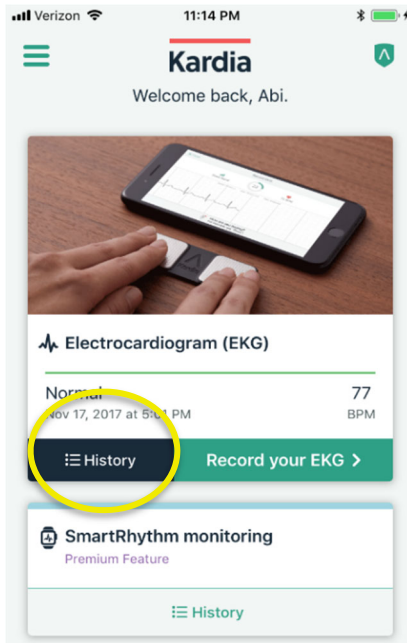 Verizon 11:14 PM
Kardia
Welcome back, Abi.
Electrocardiogram (EKG)
Normal 77
Nov 17, 2017 at 5:01 PM BPM
History Record your EKG >
SmartRhythm monitoring
Premium Feature
History